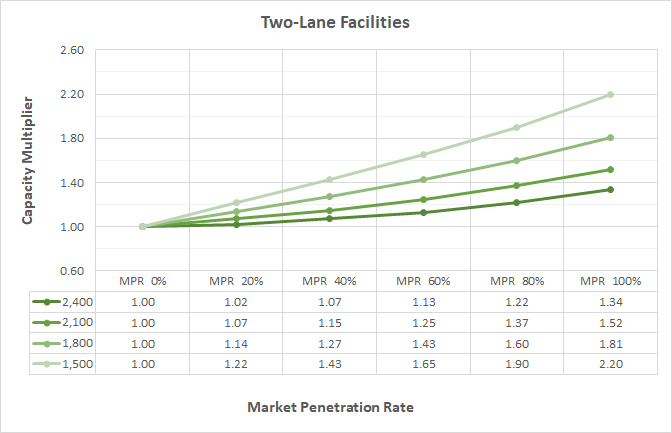 Two-Lane Facilities
Capacity Multiplier
2.60
2.20
1.80
1.40
1.00
0.60
MPR 0% MPR 20% MPR 40% MPR 60% MPR 80% MPR 100%
2,400 1.00 1.02 1.07 1.13 1.22 1.34
2,100 1.00 1.07 1.15 1.25 1.37 1.52
1,800 1.00 1.14 1.27 1.43 1.60 1.81
1,500 1.00 1.22 1.43 1.65 1.90 2.20
Market Penetration Rate